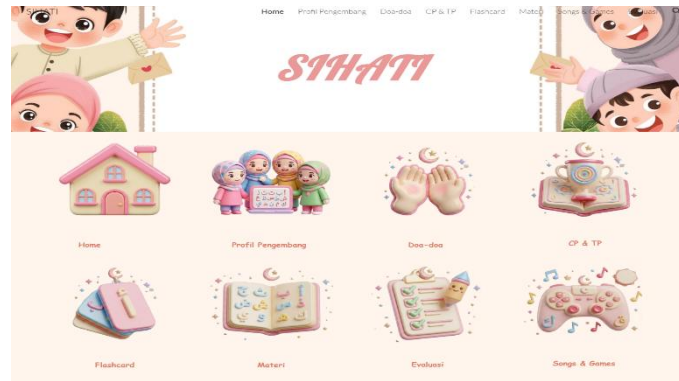 SIHATI
Home Profil Pengembang Doa-doa CP & TP Flashcard Materi Songs & Games
SIHATI
Home Profil Pengembang Doa-doa CP & TP
Flashcard Materi Evaluasi Songs & Games